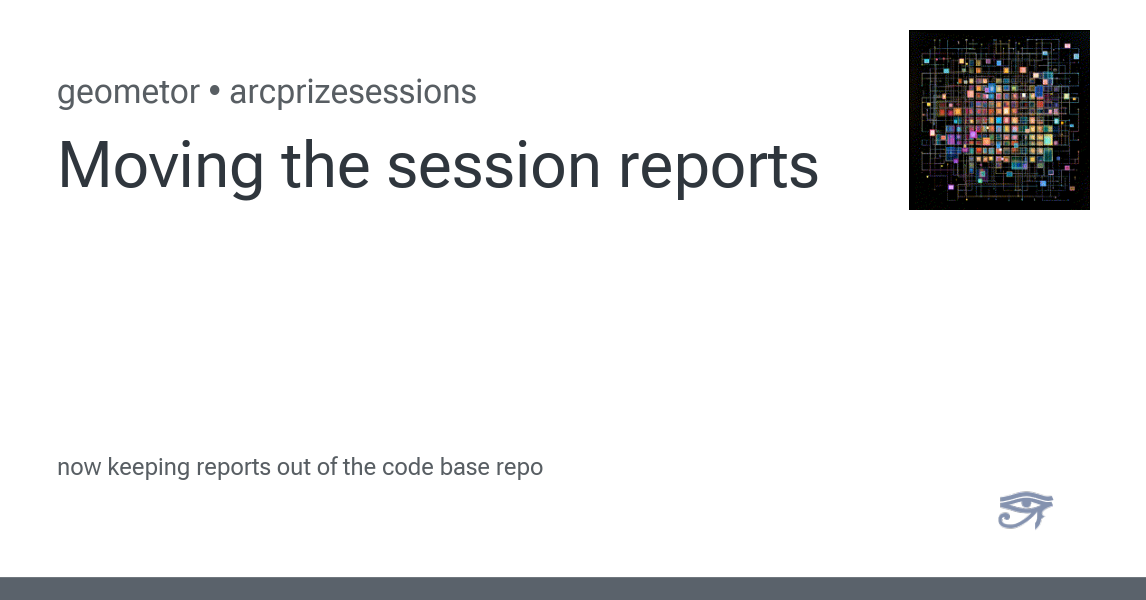 geometor • arcprizesessions
Moving the session reports
now keeping reports out of the code base repo